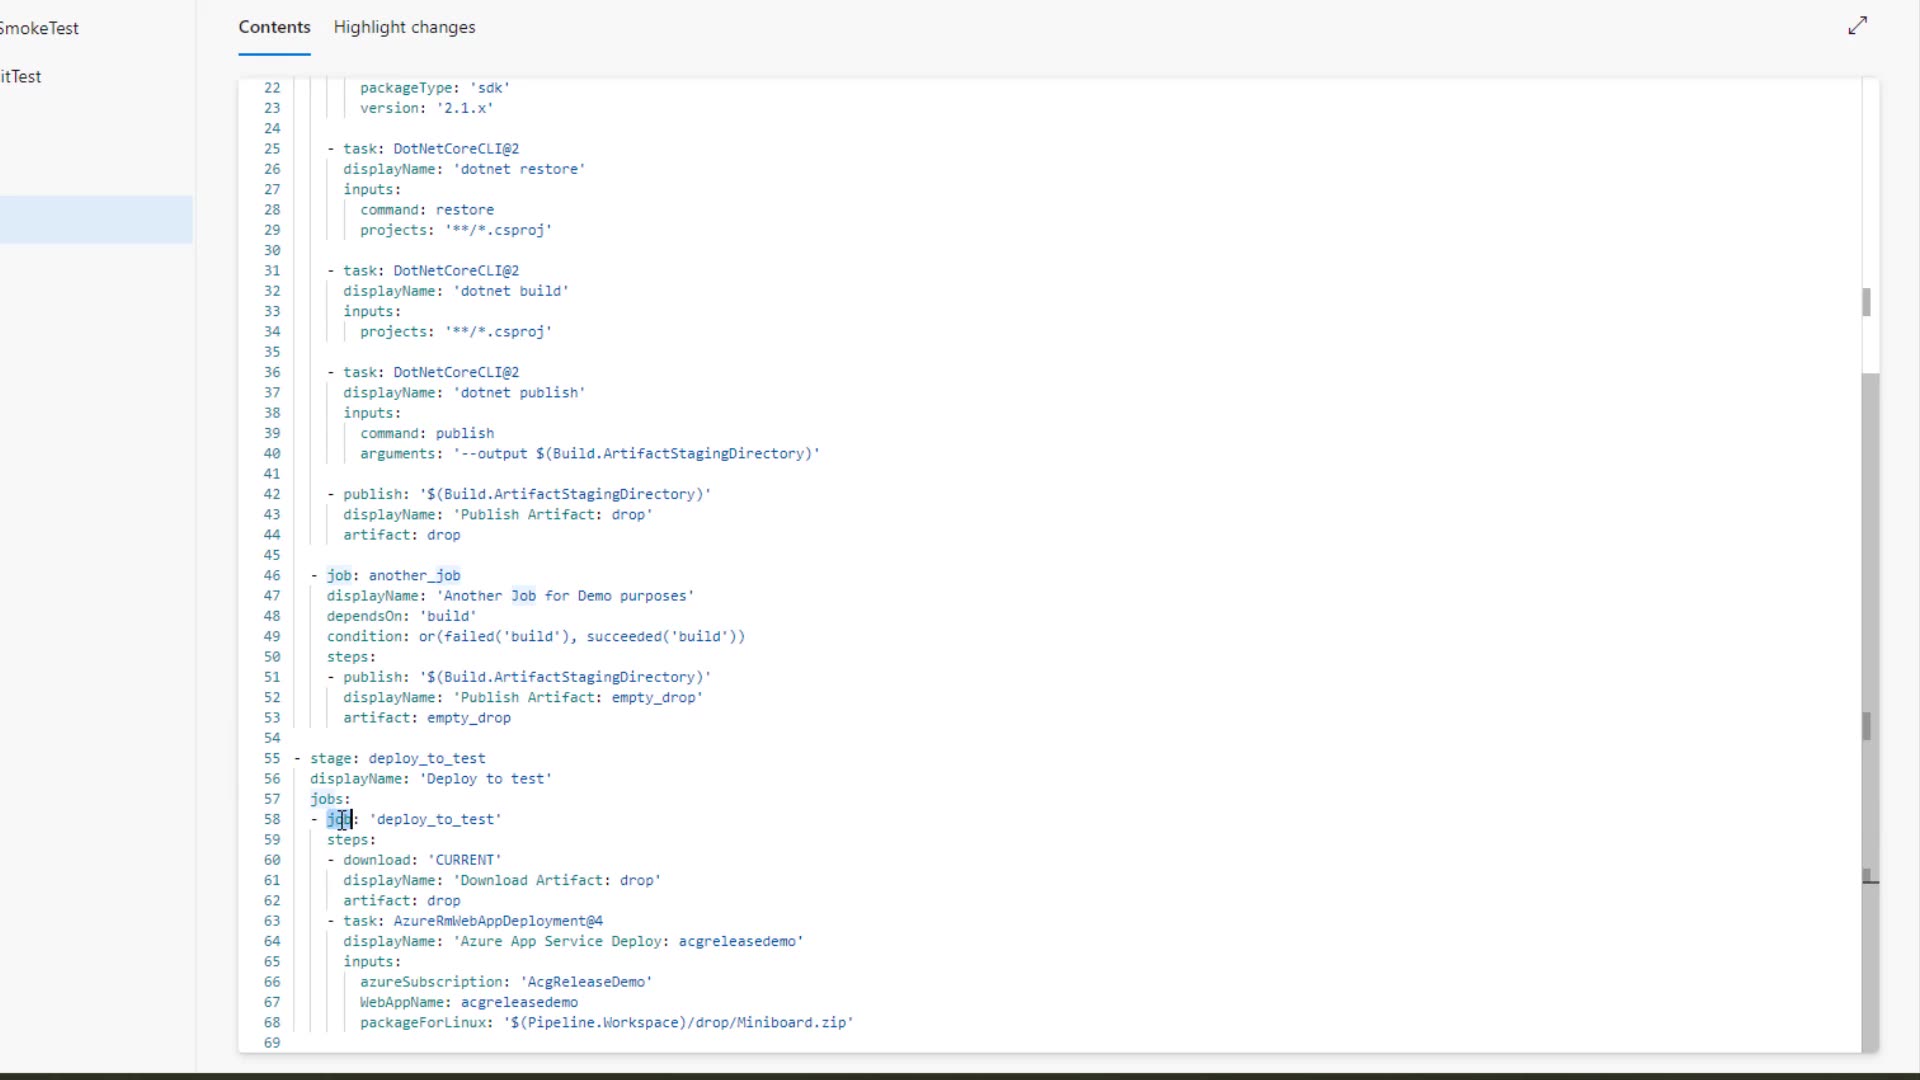 SmokeTest
itTest
Contents Highlight changes
22 packageType: 'sdk'
23 version: '2.1.x'
24
25 - task: DotNetCoreCLI@2
26 displayName: 'dotnet restore'
27 inputs:
28 command: restore
29 projects: '**/*.csproj'
30
31 - task: DotNetCoreCLI@2
32 displayName: 'dotnet build'
33 inputs:
34 projects: '**/*.csproj'
35
36 - task: DotNetCoreCLI@2
37 displayName: 'dotnet publish'
38 inputs:
39 command: publish
40 arguments: '--output $(Build.ArtifactStagingDirectory)'
41
42 - publish: '$(Build.ArtifactStagingDirectory)'
43 displayName: 'Publish Artifact: drop'
44 artifact: drop
45
46 - job: another_job
47 displayName: 'Another Job for Demo purposes'
48 dependsOn: 'build'
49 condition: or(failed('build'), succeeded('build'))
50 steps:
51 - publish: '$(Build.ArtifactStagingDirectory)'
52 displayName: 'Publish Artifact: empty_drop'
53 artifact: empty_drop
54
55 - stage: deploy_to_test
56 displayName: 'Deploy to test'
57 jobs:
58 - job: 'deploy_to_test'
59 steps:
60 - download: 'CURRENT'
61 displayName: 'Download Artifact: drop'
62 artifact: drop
63 - task: AzureRmWebAppDeployment@4
64 displayName: 'Azure App Service Deploy: acgreleasedemo'
65 inputs:
66 azureSubscription: 'AcgReleaseDemo'
67 WebAppName: acgreleasedemo
68 packageForLinux: '$(Pipeline.Workspace)/drop/Miniboard.zip'
69